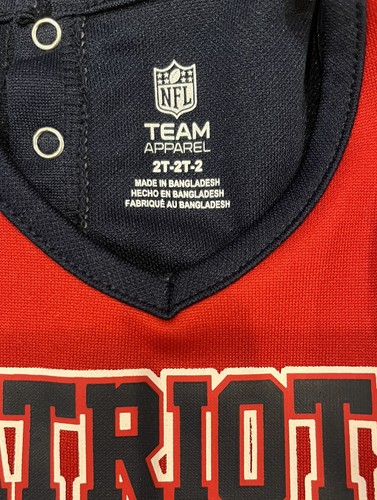 NFL
TEAM
APPAREL
2T-2T-2
MADE IN BANGLADESH
HECHO EN BANGLADESH
FABRIQUÉ AU BANGLADESH
TRIOT